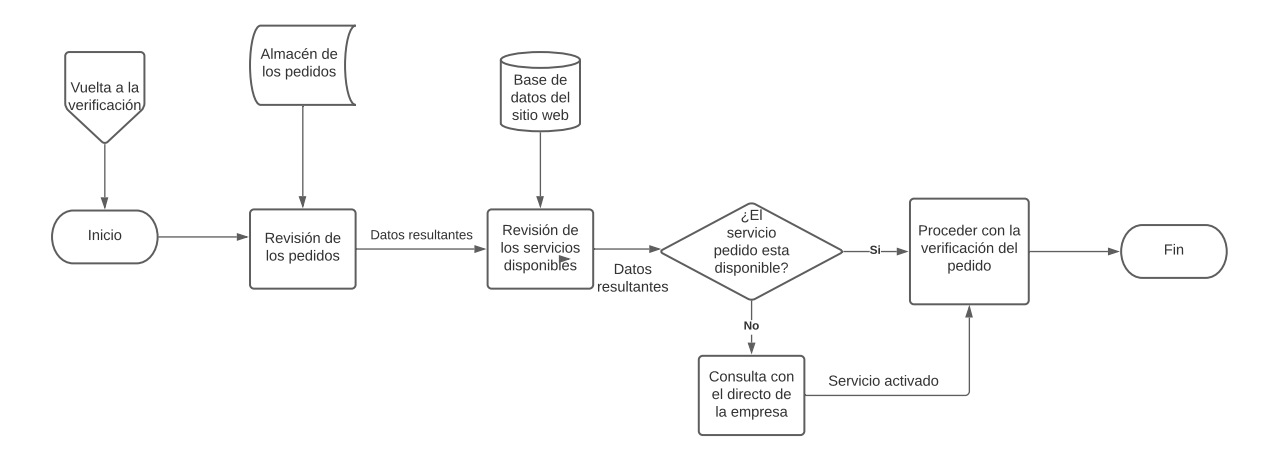 Vuelta a la
verificación
Almacén de
los pedidos
Base de
datos del
sitio web
Inicio
Revisión de
los pedidos
Datos resultantes
Revisión de
los servicios
disponibles
Datos
resultantes
¿El
servicio
pedido esta
disponible?
Si
No
Proceder con la
verificación del
pedido
Fin
Consulta con
el directo de
la empresa
Servicio activado